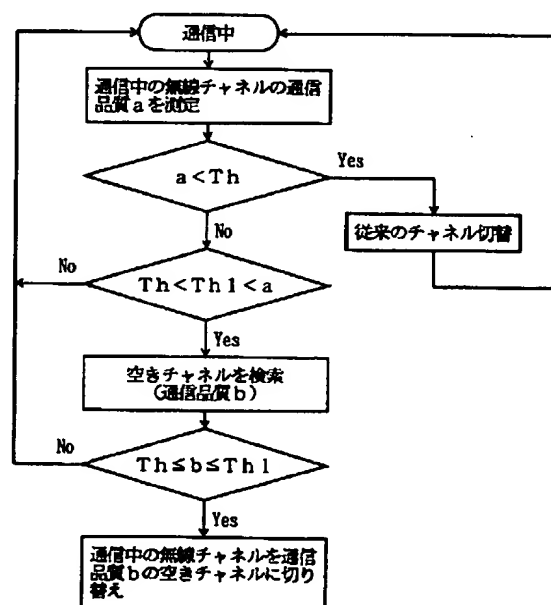 通信中
通信中の無線チャネルの通信
品質aを測定
a<Th
Yes
No
従来のチャネル切替
Th<Th1<a
No
Yes
空きチャネルを検索
(通信品質b)
Th≤b≤Th1
No
Yes
通信中の無線チャネルを通信
品質bの空きチャネルに切り
替え